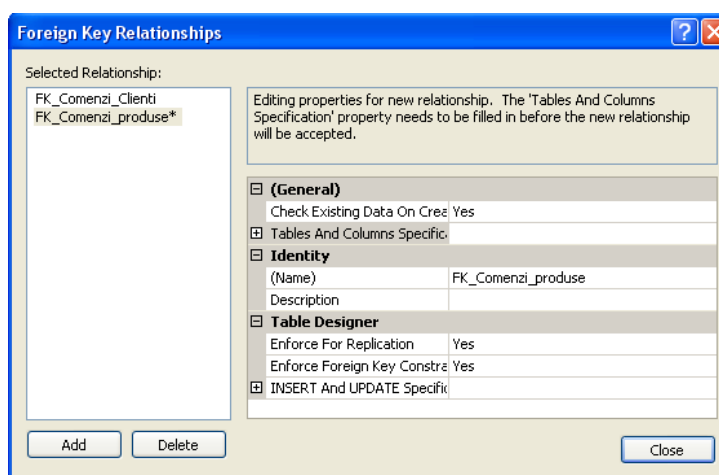 Foreign Key Relationships
Selected Relationship:
FK_Comenzi_Clienti
FK_Comenzi_produse*
Editing properties for new relationship. The 'Tables And Columns
Specification' property needs to be filled in before the new relationship
will be accepted.
(General)
Check Existing Data On Crea Yes
Tables And Columns Specific
Identity
(Name) FK_Comenzi_produse
Description
Table Designer
Enforce For Replication Yes
Enforce Foreign Key Constra Yes
INSERT And UPDATE Specific
Add Delete
Close